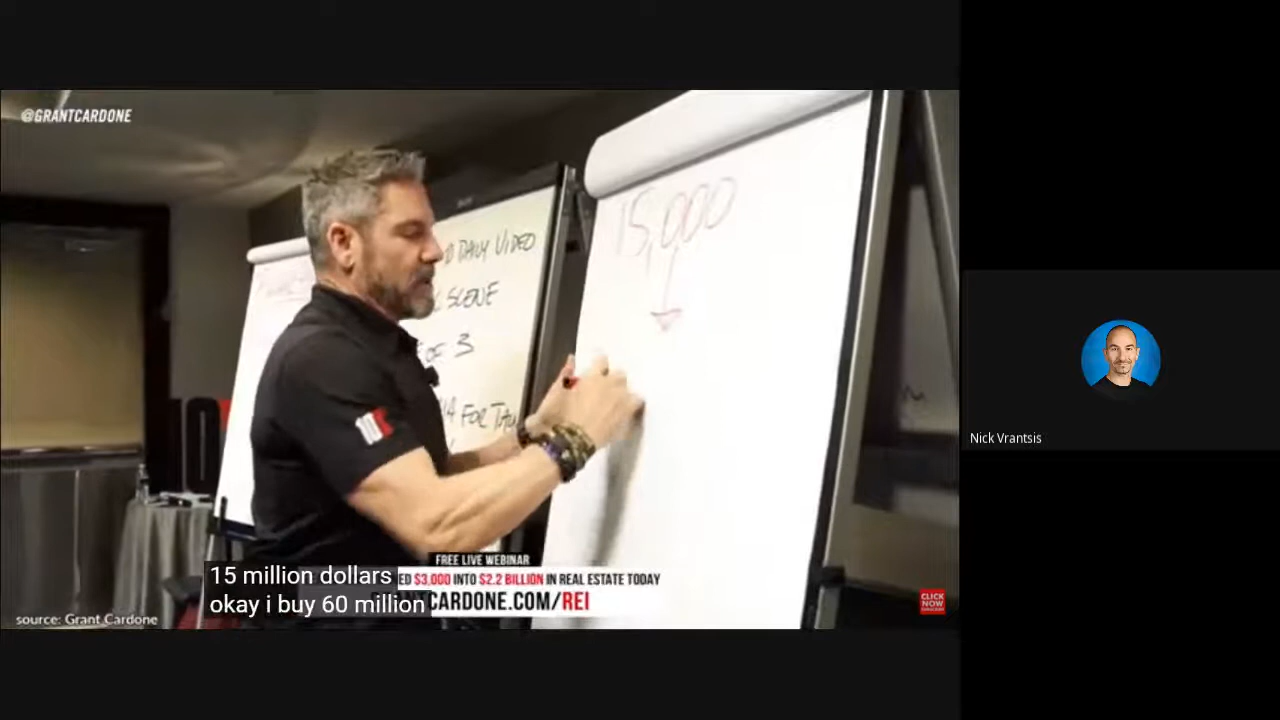 @GRANTCARDONE
15,000
DAILY VIDEO
SCENE
OF 3
FOR
10X
FREE LIVE WEBINAR
ED $3,000 INTO $2.2 BILLION IN REAL ESTATE TODAY
CARDONE.COM/REI
15 million dollars
okay i buy 60 million
source: Grant Cardone
CLICK
NOW
Nick Vrantsis